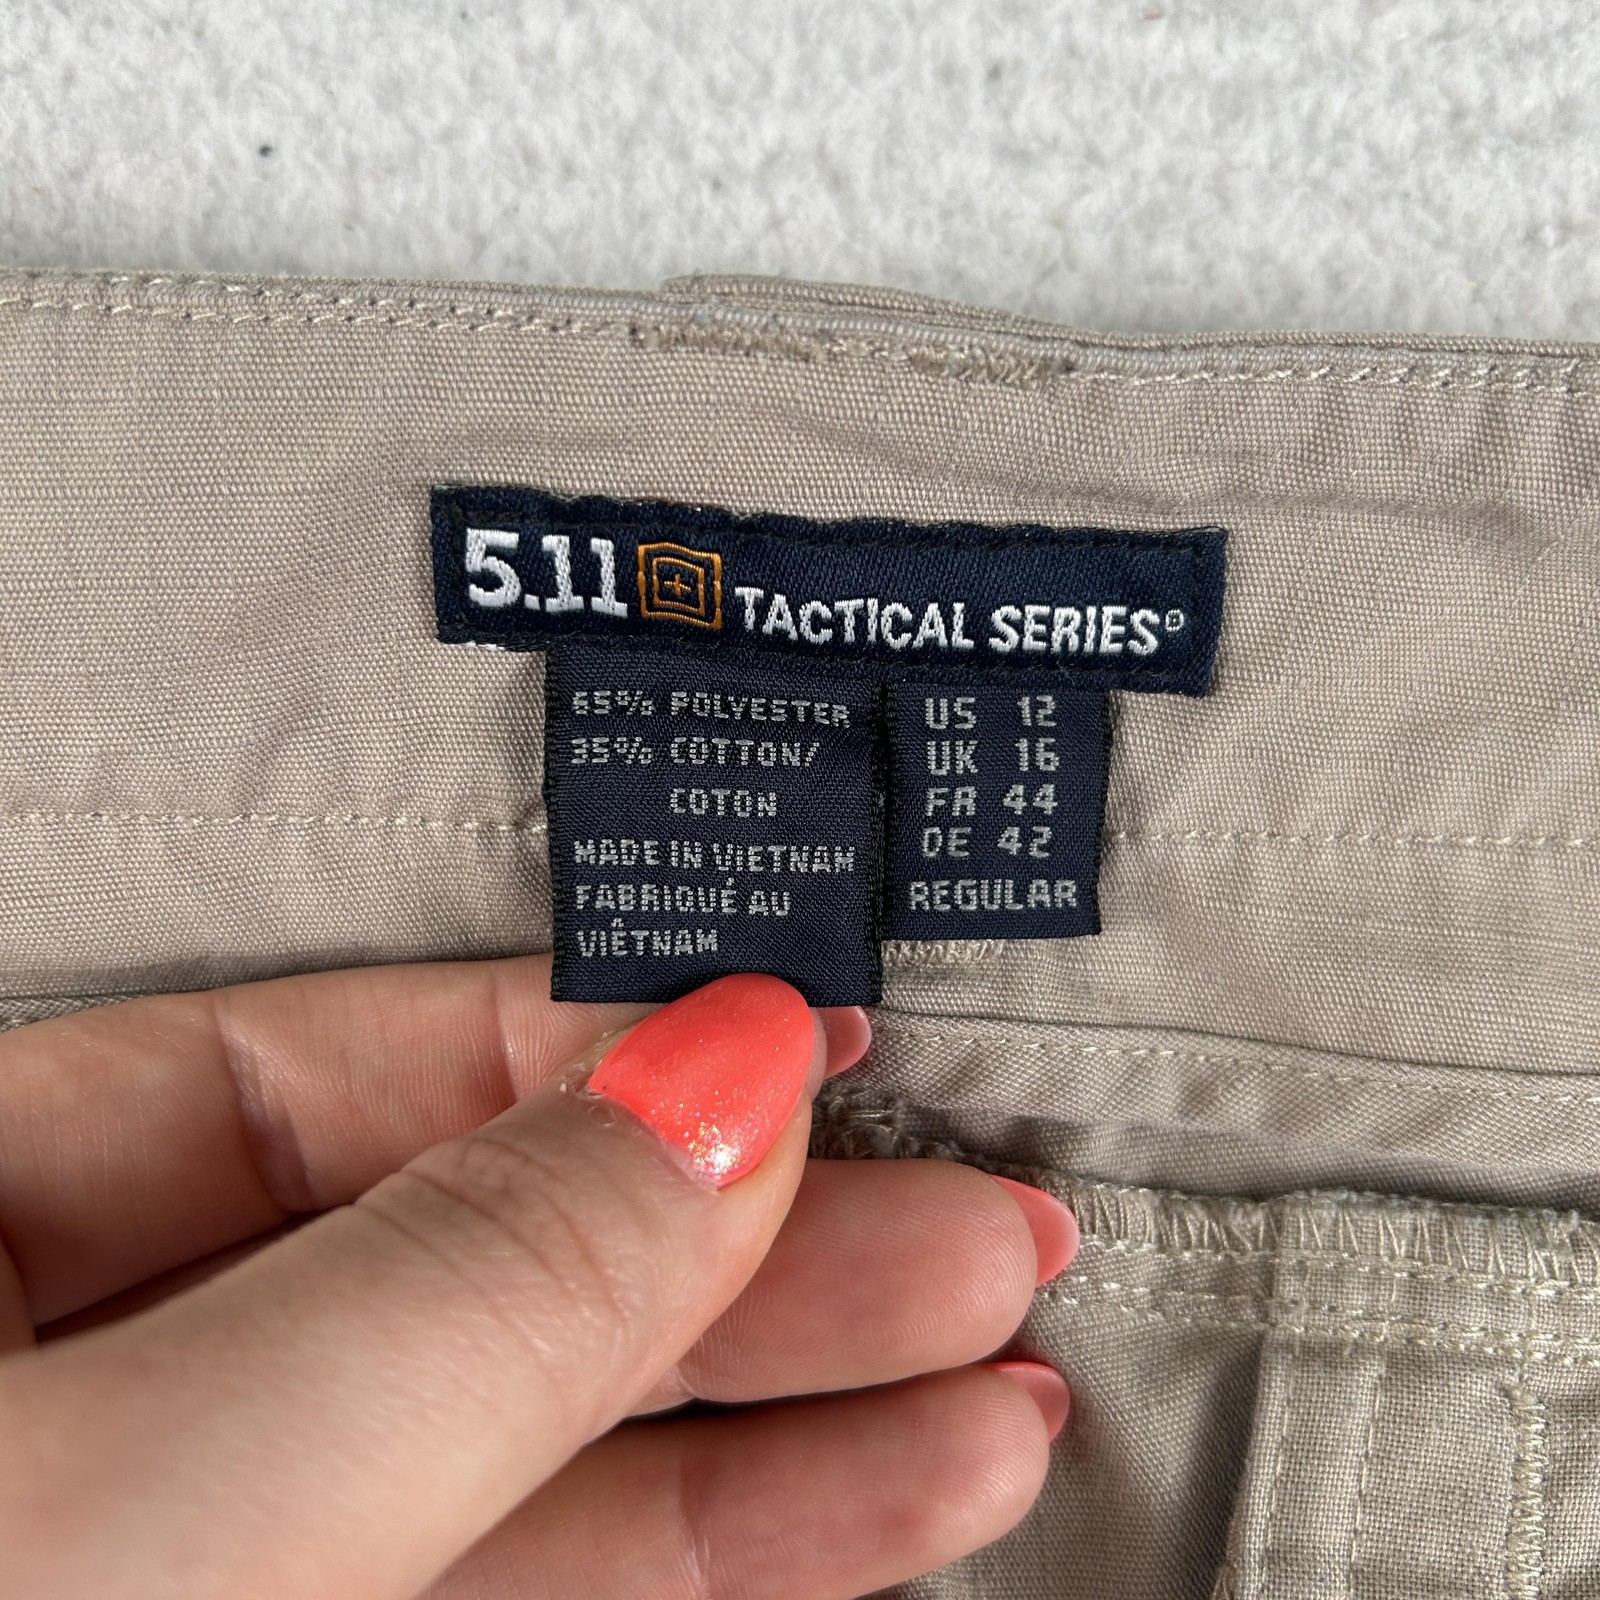 5.11 TACTICAL SERIES®
65% POLYESTER
35% COTTON/
COTON
MADE IN VIETNAM
FABRIQUÉ AU
VIÊTNAM
US 12
UK 16
FR 44
DE 42
REGULAR